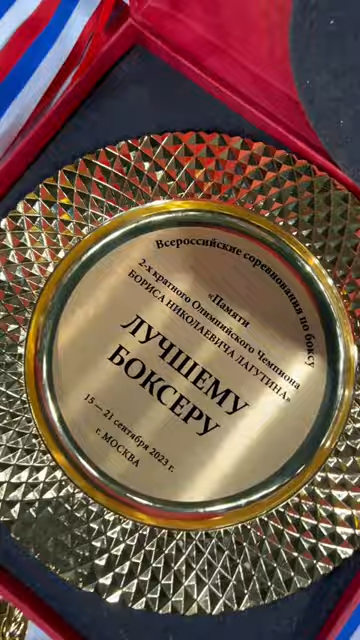 Всероссийские соревнования по боксу
«Памяти
2-х кратного Олимпийского Чемпиона
БОРИСА НИКОЛАЕВИЧА ЛАГУТИНА»
ЛУЧШЕМУ
БОКСЕРУ
15 — 21 сентября 2023 г.
г. МОСКВА